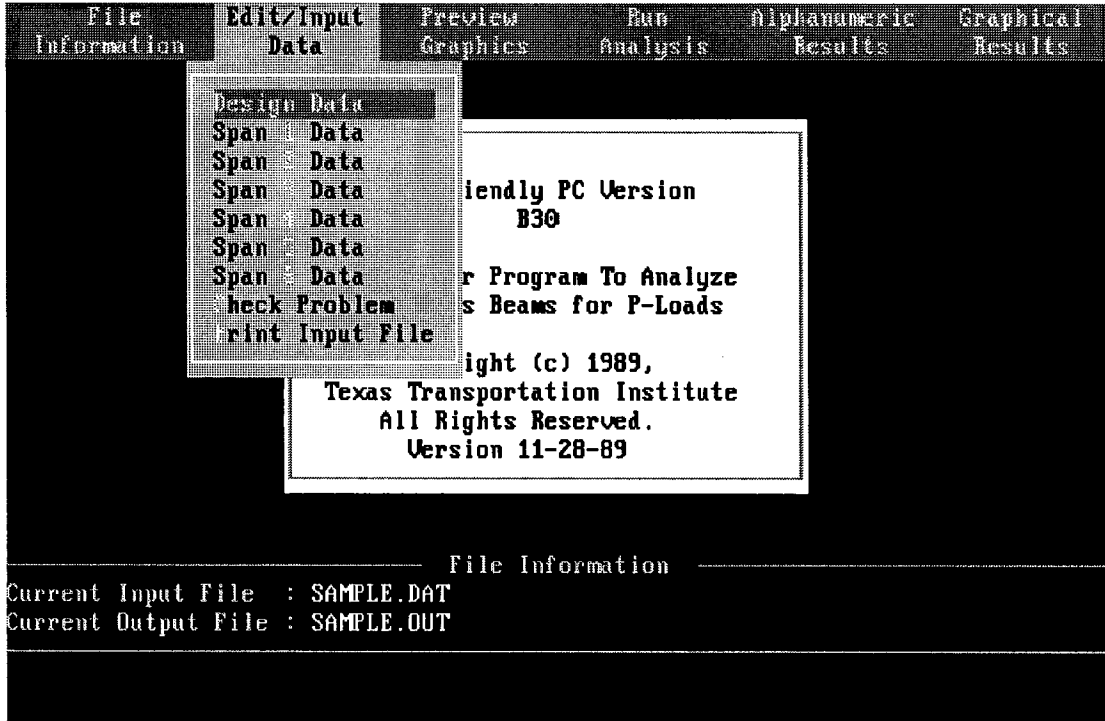 File Edit/Input Preview Run Alphanumeric Graphical
Information Data Graphics Analysis Results Results
Design Data
Span Data
Span Data
Span Data
Span Data
Span Data
Span Data
heck Problem
rint Input File
iendly PC Version
B30
r Program To Analyze
s Beams for P-Loads
ight (c) 1989,
Texas Transportation Institute
All Rights Reserved.
Version 11-28-89
File Information
Current Input File : SAMPLE.DAT
Current Output File : SAMPLE.OUT